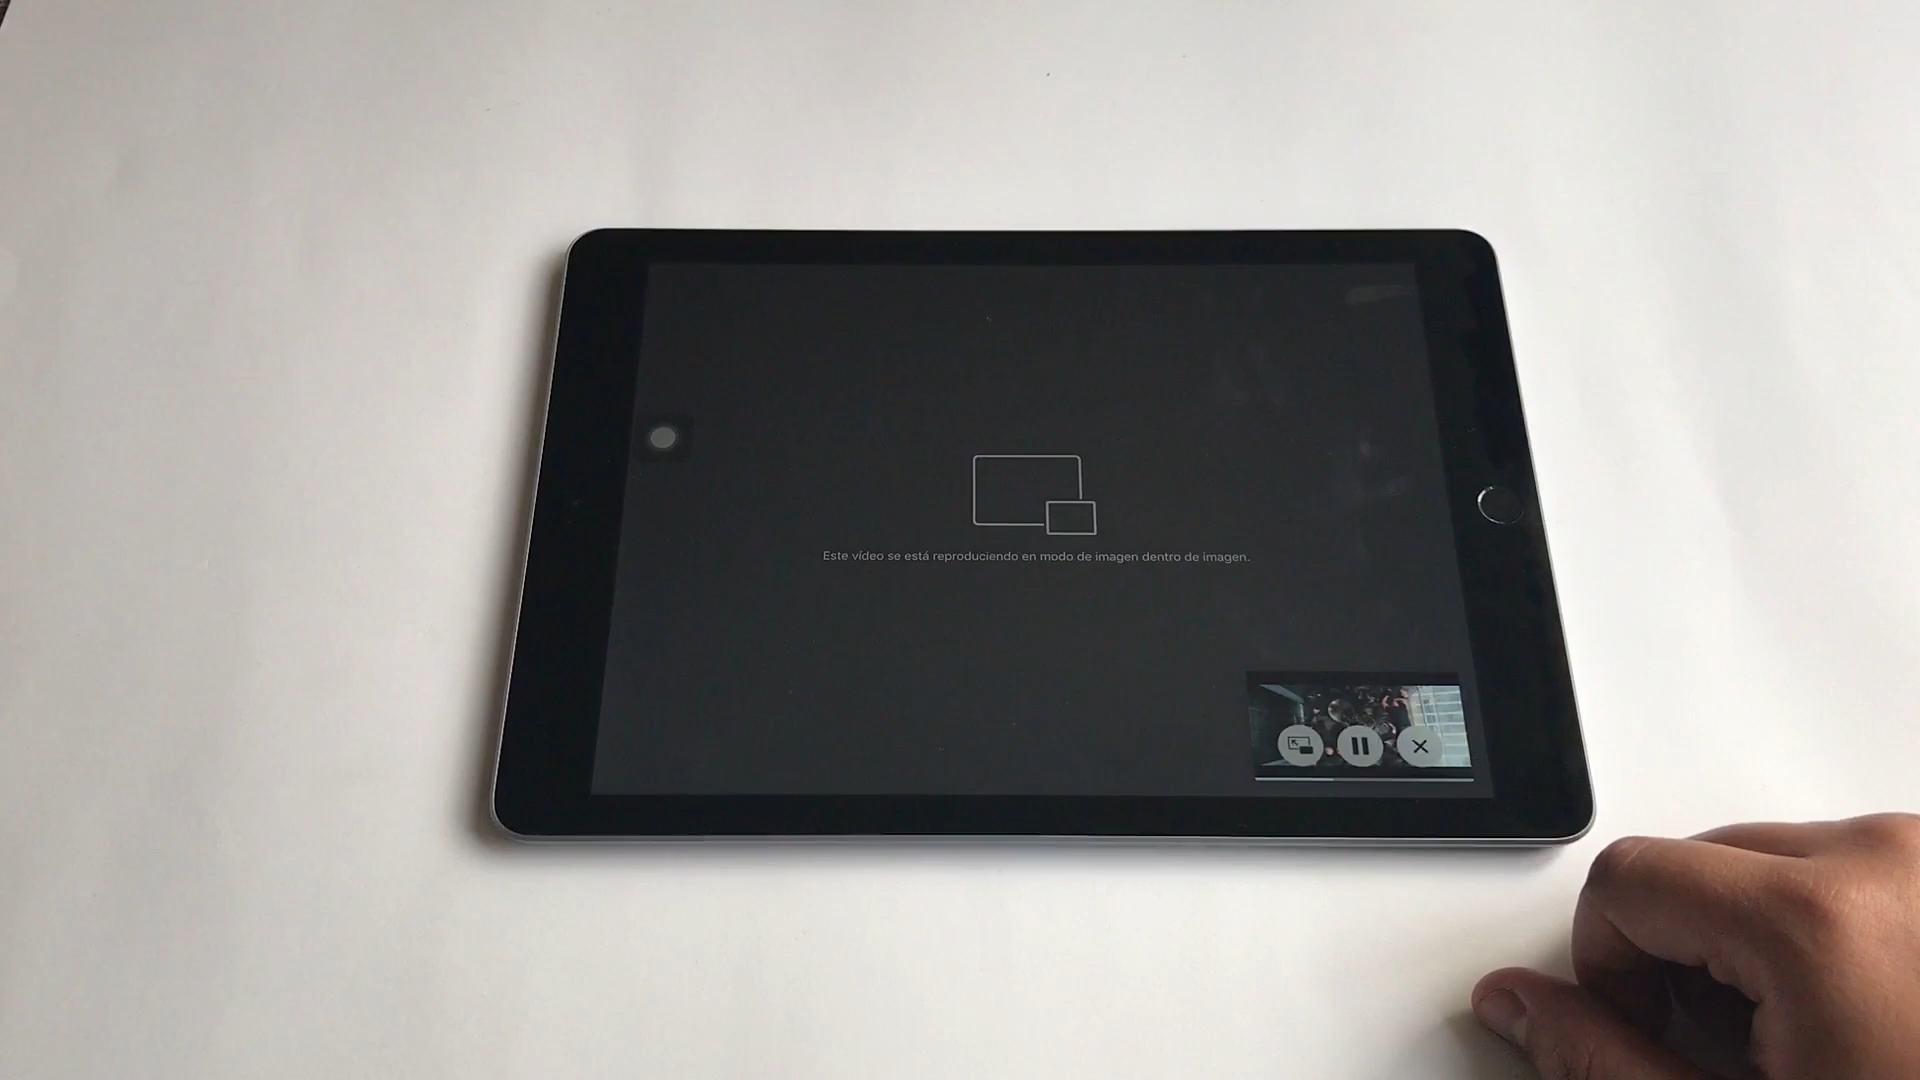 Este vídeo se está reproduciendo en modo de imagen dentro de imagen.